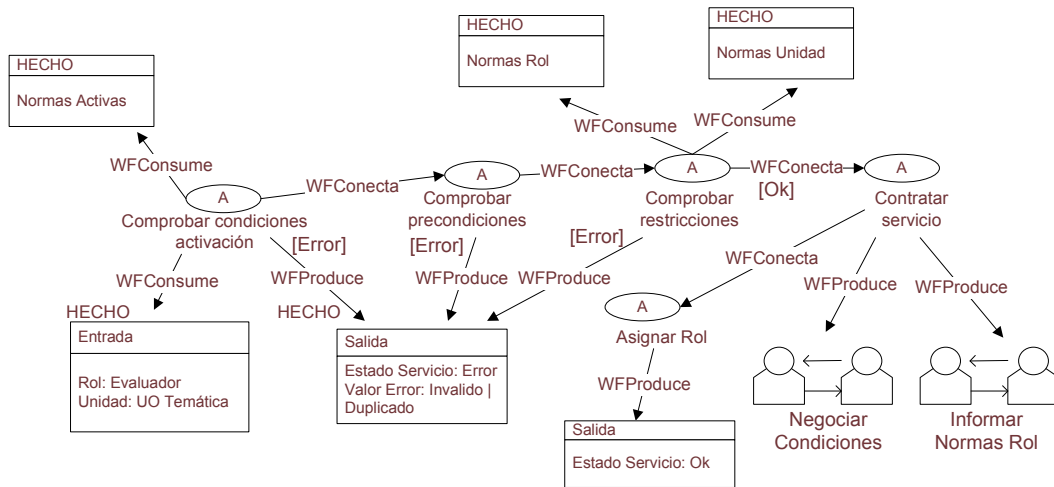 HECHO
Normas Rol
HECHO
Normas Unidad
HECHO
Normas Activas
WFConsume
WFConsume
WFConsume
A
Comprobar condiciones
activación
WFConecta
A
Comprobar
precondiciones
WFConecta
A
Comprobar
restricciones
WFConecta
[Ok]
A
Contratar
servicio
[Error]
[Error]
[Error]
WFConsume
WFProduce
WFProduce
WFProduce
WFConecta
WFProduce
WFProduce
HECHO
Entrada
Rol: Evaluador
Unidad: UO Temática
HECHO
Salida
Estado Servicio: Error
Valor Error: Invalido |
Duplicado
A
Asignar Rol
WFProduce
Salida
Estado Servicio: Ok
Negociar
Condiciones
Informar
Normas Rol